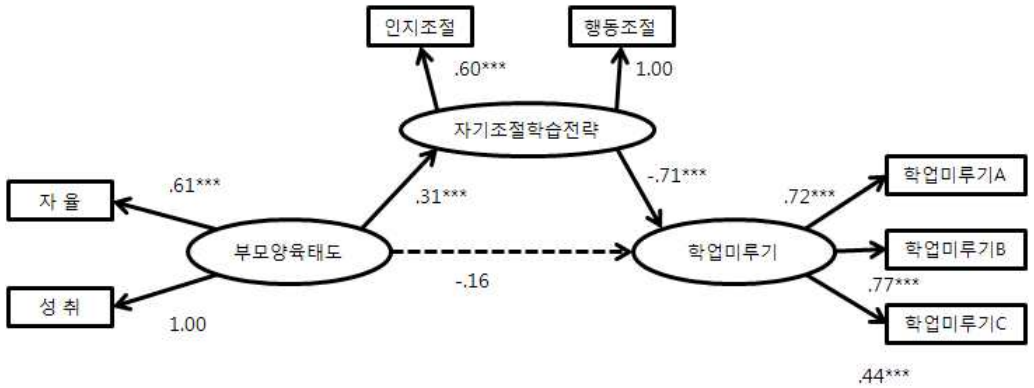 인지조절
행동조절
.60***
1.00
자기조절학습전략
자 율
.61***
.31***
-.71***
.72***
학업미루기A
부모양육태도
학업미루기
학업미루기B
-.16
.77***
성 취
1.00
학업미루기C
.44***